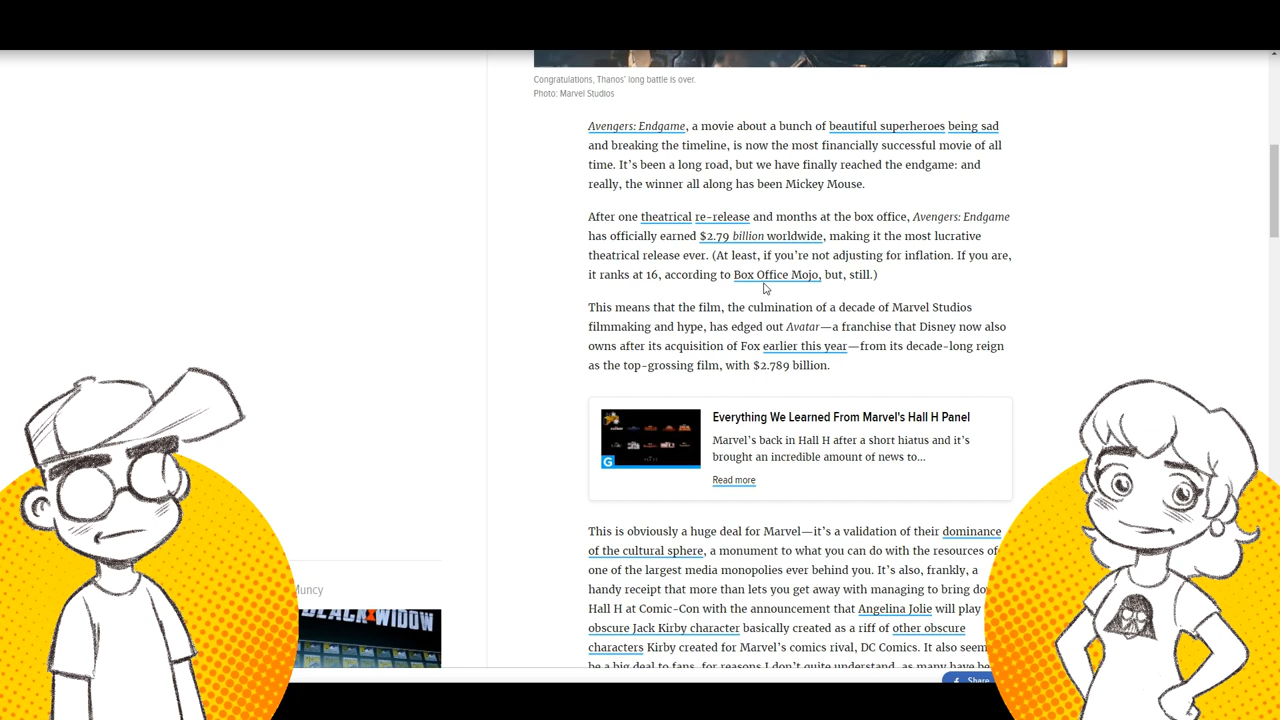 Congratulations, Thanos' long battle is over.
Photo: Marvel Studios
Avengers: Endgame, a movie about a bunch of beautiful superheroes being sad
and breaking the timeline, is now the most financially successful movie of all
time. It's been a long road, but we have finally reached the endgame: and
really, the winner all along has been Mickey Mouse.
After one theatrical re-release and months at the box office, Avengers: Endgame
has officially earned $2.79 billion worldwide, making it the most lucrative
theatrical release ever. (At least, if you're not adjusting for inflation. If you are,
it ranks at 16, according to Box Office Mojo, but, still.)
This means that the film, the culmination of a decade of Marvel Studios
filmmaking and hype, has edged out Avatar—a franchise that Disney now also
owns after its acquisition of Fox earlier this year—from its decade-long reign
as the top-grossing film, with $2.789 billion.
Everything We Learned From Marvel's Hall H Panel
Marvel's back in Hall H after a short hiatus and it's
brought an incredible amount of news to...
G
Read more
This is obviously a huge deal for Marvel—it's a validation of their dominance
of the cultural sphere, a monument to what you can do with the resources of
one of the largest media monopolies ever behind you. It's also, frankly, a
handy receipt that more than lets you get away with managing to bring do
Hall H at Comic-Con with the announcement that Angelina Jolie will play
obscure Jack Kirby character basically created as a riff of other obscure
characters Kirby created for Marvel's comics rival, DC Comics. It also seem
be a big deal to fans, for reasons I don't quite understand, as many have be
Muncy
BLACK WIDOW
Share